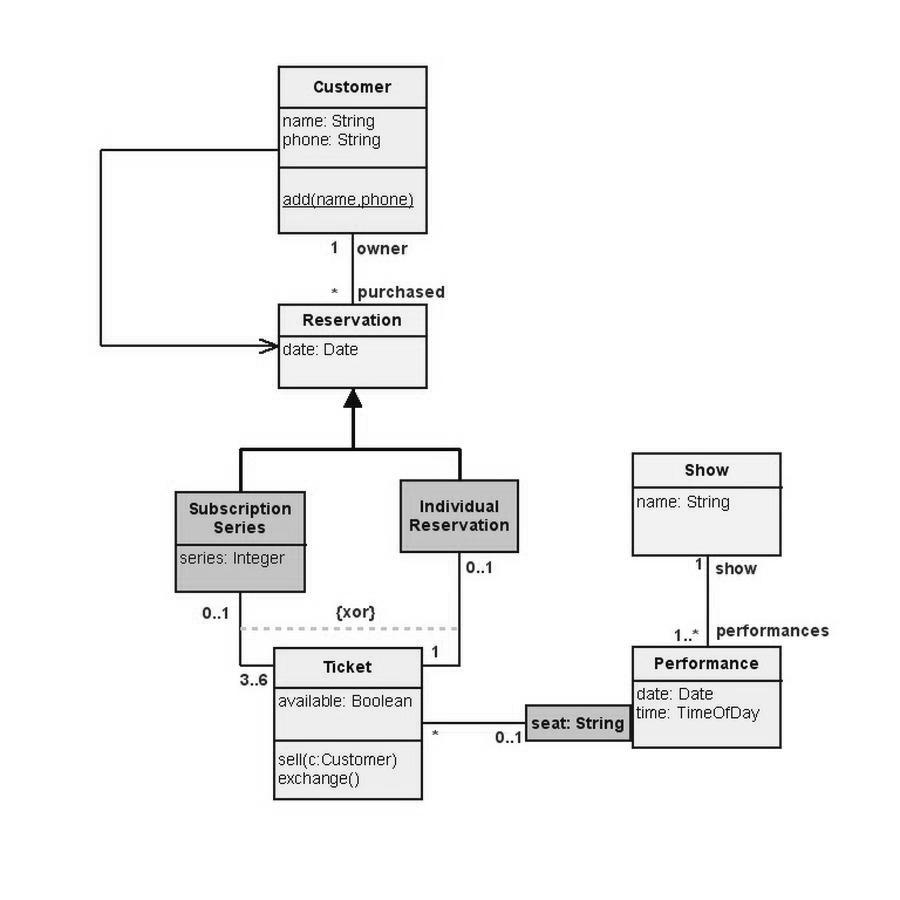 Customer
name: String
phone: String
add(name,phone)
1 owner
* purchased
Reservation
date: Date
Subscription
Series
series: Integer
Individual
Reservation
Show
name: String
0..1
1 show
0..1
{xor}
1..* performances
3..6
1
Ticket
available: Boolean
sell(c:Customer)
exchange()
*
0..1
seat: String
Performance
date: Date
time: TimeOfDay